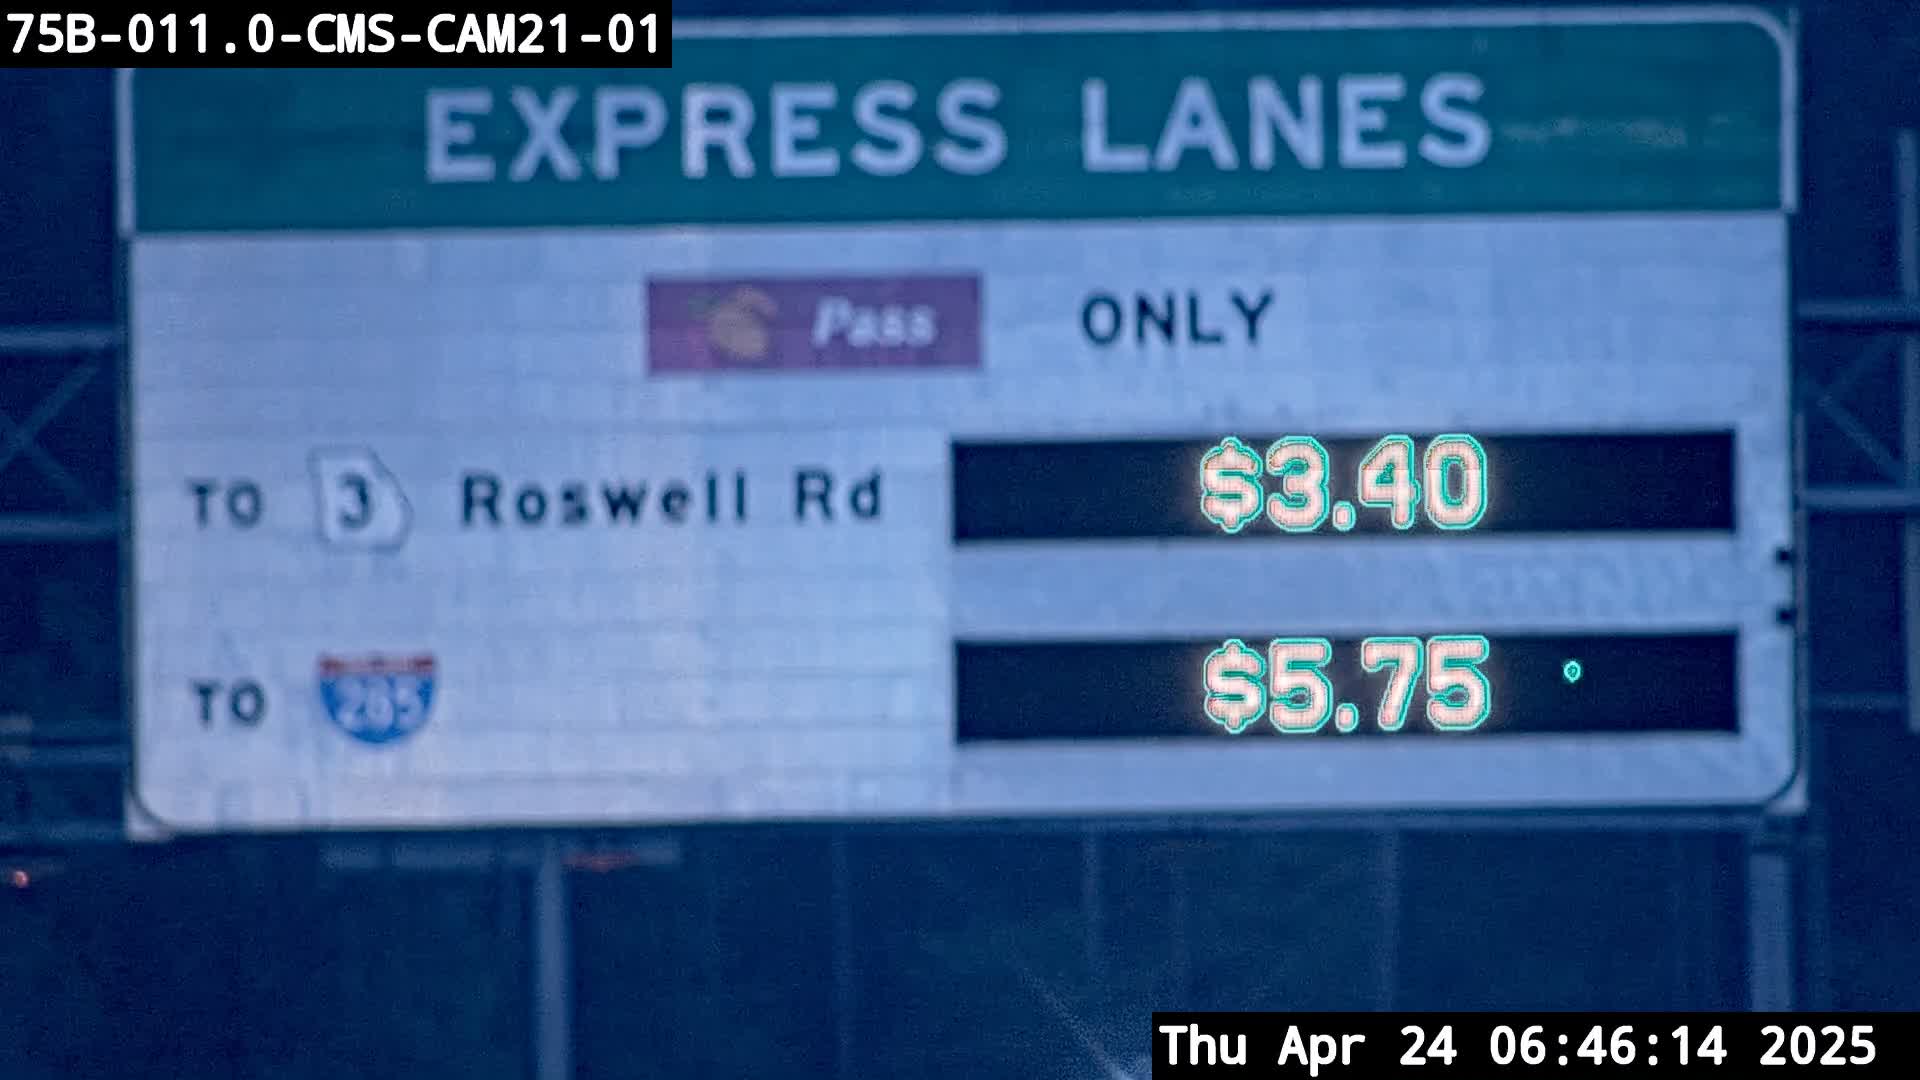 75B-011.0-CMS-CAM21-01
EXPRESS LANES
Pass ONLY
TO 3 Roswell Rd $3.40
TO 285 $5.75
Thu Apr 24 06:46:14 2025